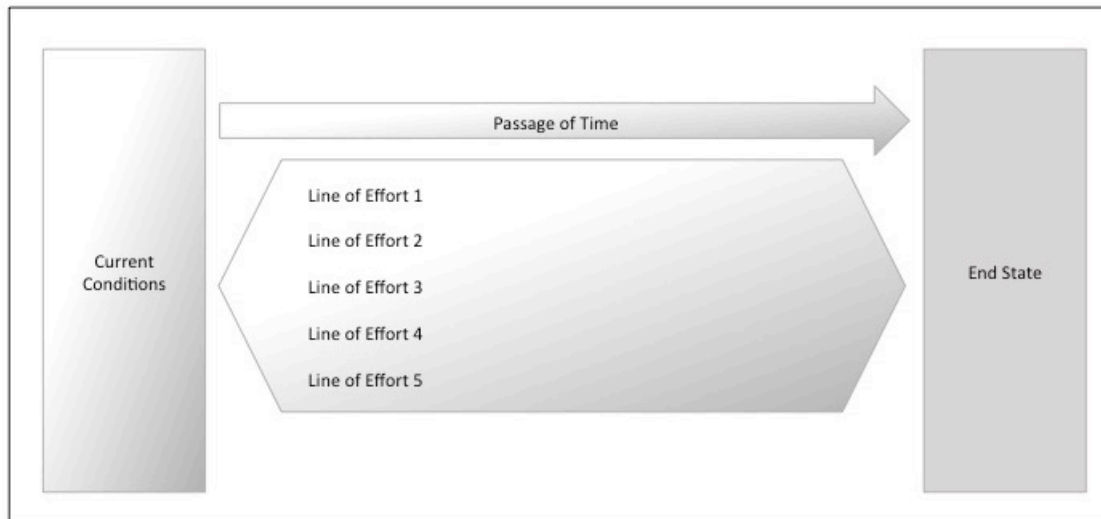 Passage of Time
Line of Effort 1
Line of Effort 2
Line of Effort 3
Line of Effort 4
Line of Effort 5
Current
Conditions
End State